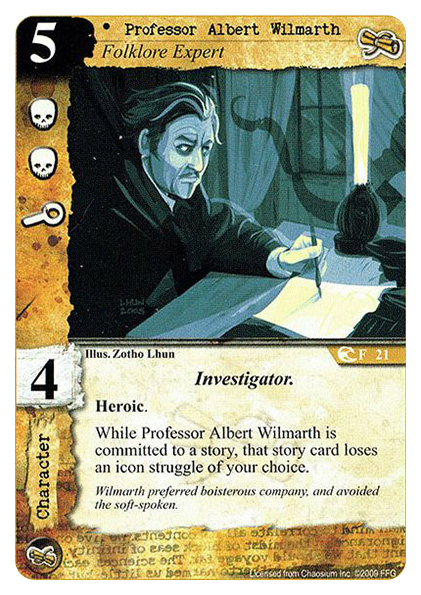 5
• Professor Albert Wilmarth
Folklore Expert
LHUN
2008
Illus. Zotho Lhun
F 21
4
Investigator.
Heroic.
While Professor Albert Wilmarth is
committed to a story, that story card loses
an icon struggle of your choice.
Wilmarth preferred boisterous company, and avoided
the soft-spoken.
Character
Licensed from Chaosium Inc. ©2009 FFG